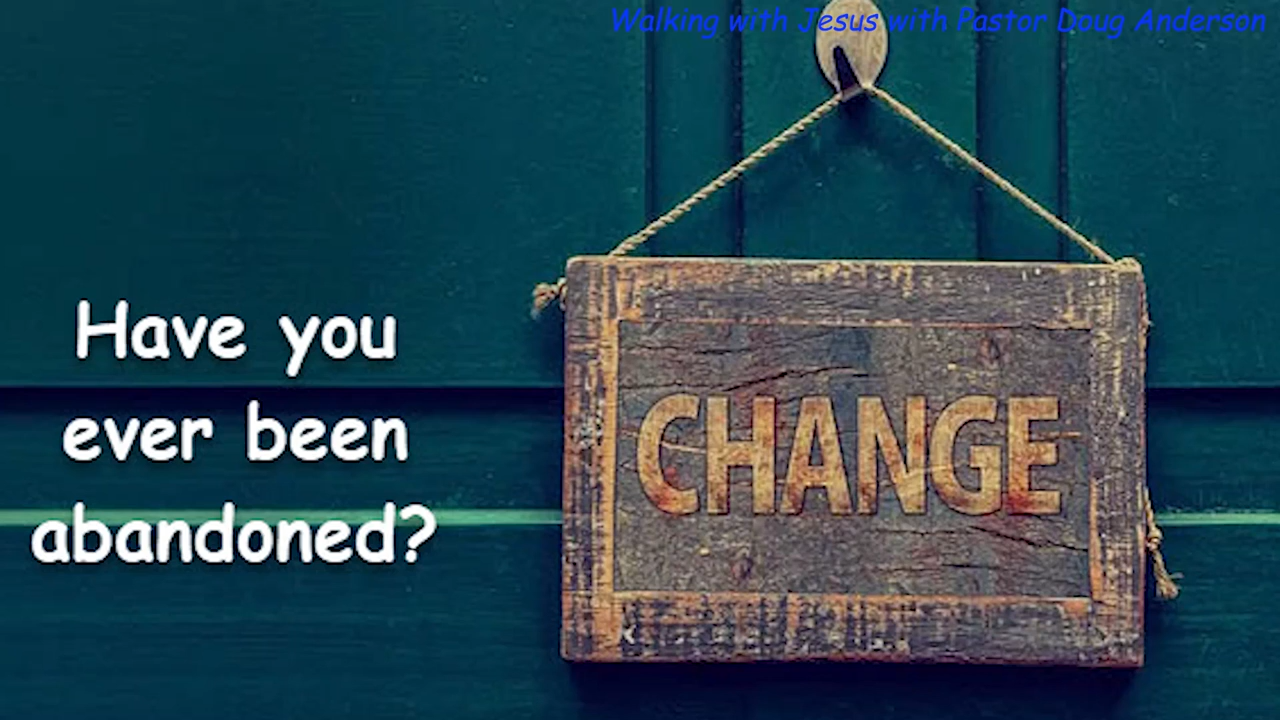 Walking with Jesus with Pastor Doug Anderson
Have you
ever been
abandoned?
CHANGE